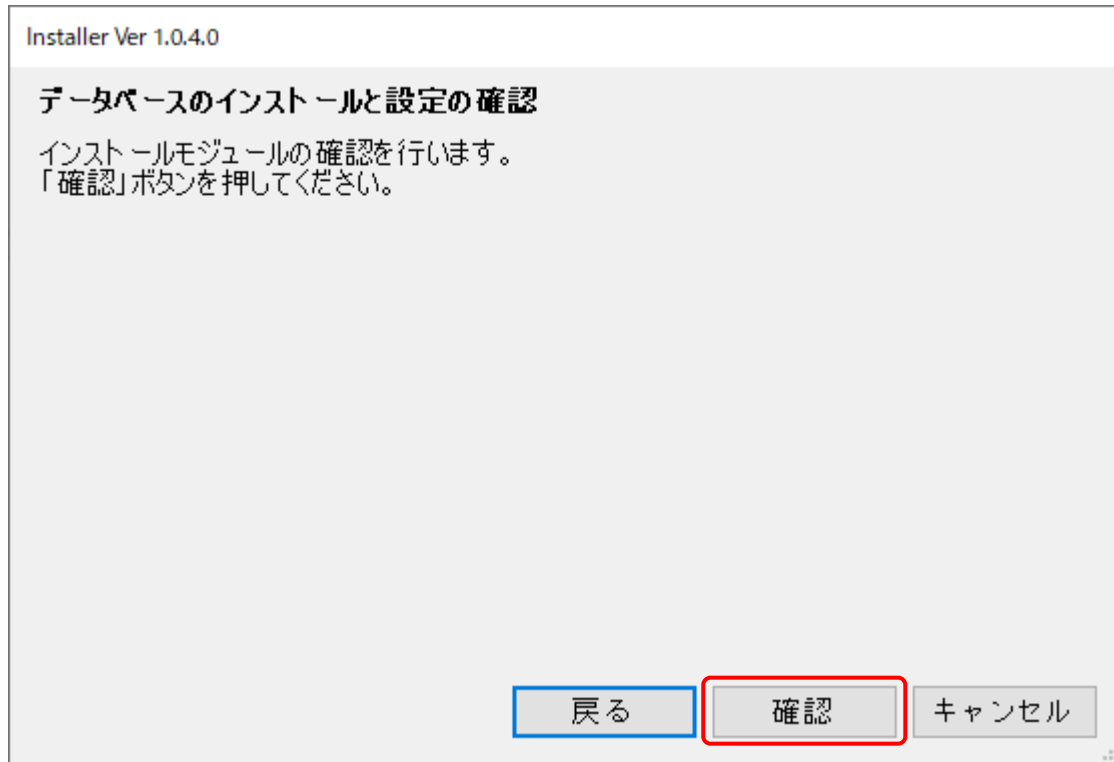 Installer Ver 1.0.4.0
データベースのインストールと設定の確認
インストールモジュールの確認を行います。
「確認」ボタンを押してください。
戻る
確認
キャンセル